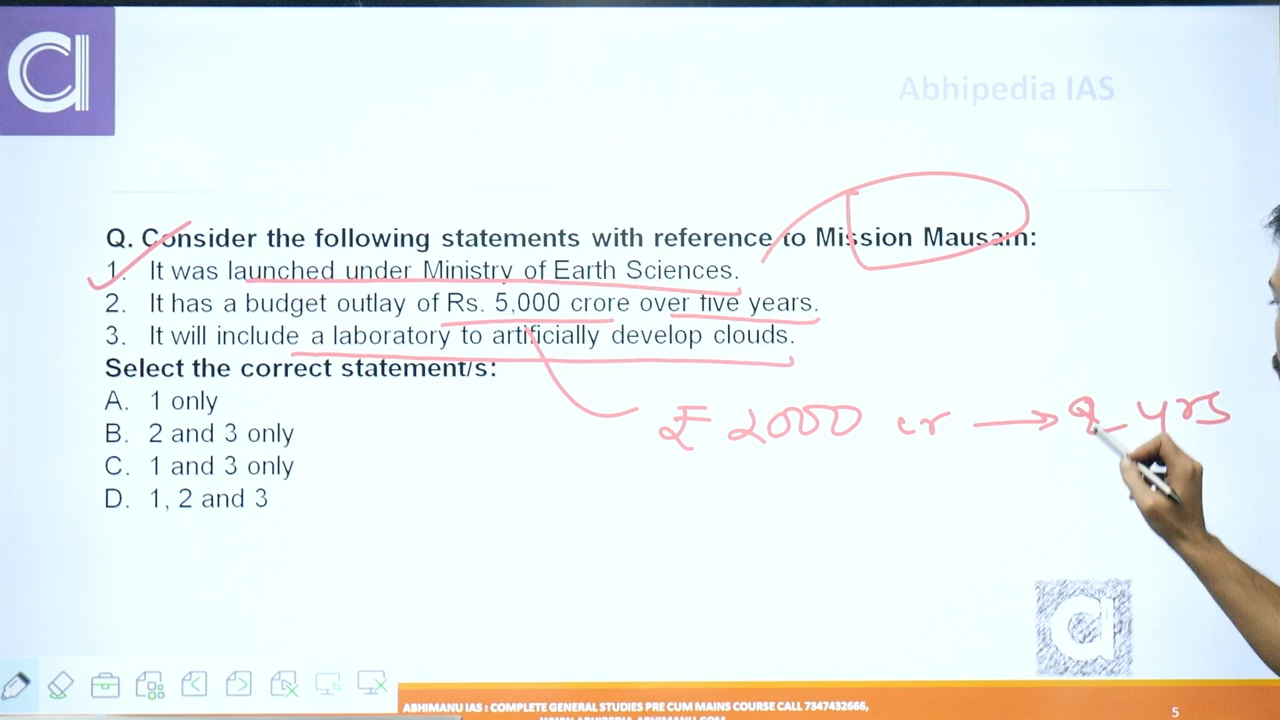 Abhipedia IAS
Q. Consider the following statements with reference to Mission Mausam:
1. It was launched under Ministry of Earth Sciences.
2. It has a budget outlay of Rs. 5,000 crore over five years.
3. It will include a laboratory to artificially develop clouds.
Select the correct statement/s:
A. 1 only
B. 2 and 3 only
C. 1 and 3 only
D. 1, 2 and 3
₹ 2000 cr → 2 yrs
ABHIMANU IAS : COMPLETE GENERAL STUDIES PRE CUM MAINS COURSE CALL 7347432666,
WWW.ABHIPEDIA.ABHIMANU.COM
5